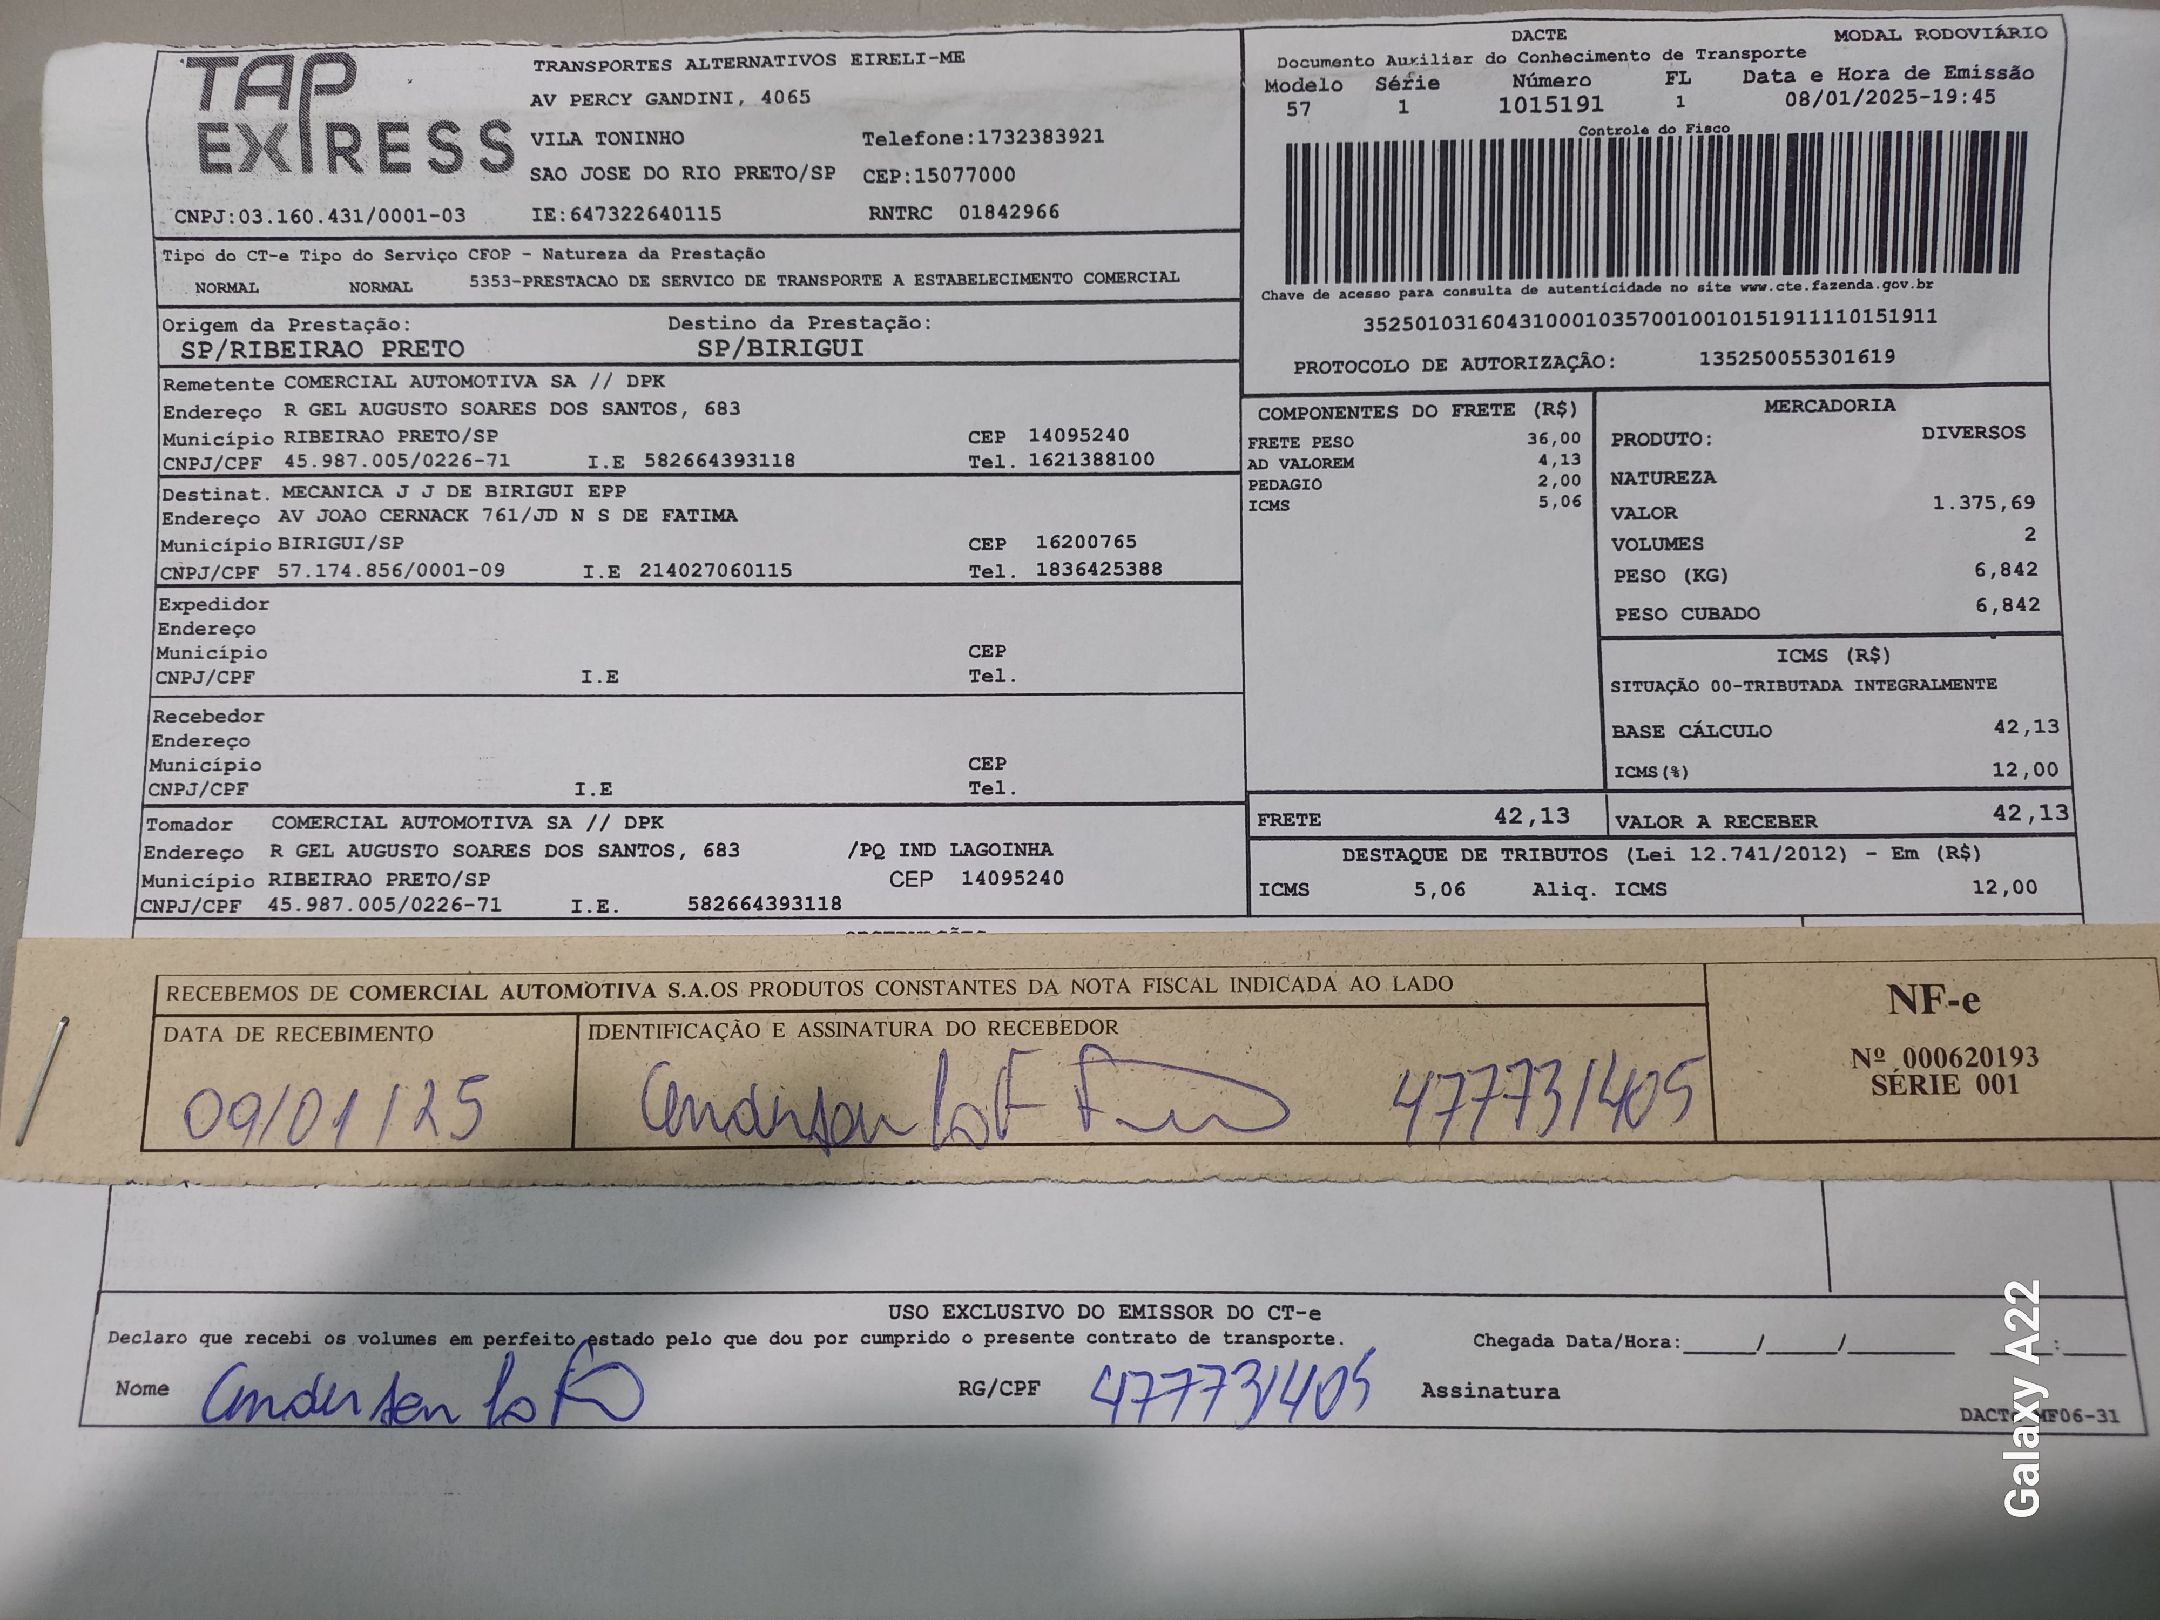 TAP EXPRESS
TRANSPORTES ALTERNATIVOS EIRELI-ME
AV PERCY GANDINI, 4065
VILA TONINHO Telefone:1732383921
SAO JOSE DO RIO PRETO/SP CEP:15077000
CNPJ:03.160.431/0001-03 IE:647322640115 RNTRC 01842966
DACTE MODAL RODOVIÁRIO
Documento Auxiliar do Conhecimento de Transporte
Modelo Série Número FL Data e Hora de Emissão
57 1 1015191 1 08/01/2025-19:45
Controle do Fisco
Chave de acesso para consulta de autenticidade no site www.cte.fazenda.gov.br
35250103160431000103570010010151911110151911
PROTOCOLO DE AUTORIZAÇÃO: 135250055301619
Tipo do CT-e Tipo do Serviço CFOP - Natureza da Prestação
NORMAL NORMAL 5353-PRESTACAO DE SERVICO DE TRANSPORTE A ESTABELECIMENTO COMERCIAL
Origem da Prestação: Destino da Prestação:
SP/RIBEIRAO PRETO SP/BIRIGUI
Remetente COMERCIAL AUTOMOTIVA SA // DPK
Endereço R GEL AUGUSTO SOARES DOS SANTOS, 683
Município RIBEIRAO PRETO/SP CEP 14095240
CNPJ/CPF 45.987.005/0226-71 I.E 582664393118 Tel. 1621388100
Destinat. MECANICA J J DE BIRIGUI EPP
Endereço AV JOAO CERNACK 761/JD N S DE FATIMA
Município BIRIGUI/SP CEP 16200765
CNPJ/CPF 57.174.856/0001-09 I.E 214027060115 Tel. 1836425388
Expedidor
Endereço
Município CEP
CNPJ/CPF I.E Tel.
Recebedor
Endereço
Município CEP
CNPJ/CPF I.E Tel.
Tomador COMERCIAL AUTOMOTIVA SA // DPK
Endereço R GEL AUGUSTO SOARES DOS SANTOS, 683 /PQ IND LAGOINHA
Município RIBEIRAO PRETO/SP CEP 14095240
CNPJ/CPF 45.987.005/0226-71 I.E. 582664393118
COMPONENTES DO FRETE (R$)
FRETE PESO 36,00
AD VALOREM 4,13
PEDAGIO 2,00
ICMS 5,06
MERCADORIA
PRODUTO: DIVERSOS
NATUREZA
VALOR 1.375,69
VOLUMES 2
PESO (KG) 6,842
PESO CUBADO 6,842
ICMS (R$)
SITUAÇÃO 00-TRIBUTADA INTEGRALMENTE
BASE CÁLCULO 42,13
ICMS(%) 12,00
FRETE 42,13 VALOR A RECEBER 42,13
DESTAQUE DE TRIBUTOS (Lei 12.741/2012) - Em (R$)
ICMS 5,06 Aliq. ICMS 12,00
RECEBEMOS DE COMERCIAL AUTOMOTIVA S.A.OS PRODUTOS CONSTANTES DA NOTA FISCAL INDICADA AO LADO
DATA DE RECEBIMENTO IDENTIFICAÇÃO E ASSINATURA DO RECEBEDOR
09/01/25 477731405
NF-e
Nº 000620193
SÉRIE 001
USO EXCLUSIVO DO EMISSOR DO CT-e
Declaro que recebi os volumes em perfeito estado pelo que dou por cumprido o presente contrato de transporte. Chegada Data/Hora:_____/_____/_______ ___:____
Nome RG/CPF 477731405 Assinatura
Galaxy A22